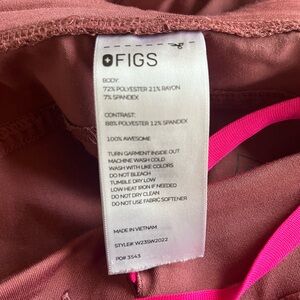 FIGS
BODY:
72% POLYESTER 21% RAYON
7% SPANDEX
CONTRAST:
88% POLYESTER 12% SPANDEX
100% AWESOME
TURN GARMENT INSIDE OUT
MACHINE WASH COLD
WASH WITH LIKE COLORS
DO NOT BLEACH
TUMBLE DRY LOW
LOW HEAT IRON IF NEEDED
DO NOT DRY CLEAN
DO NOT USE FABRIC SOFTENER
MADE IN VIETNAM
STYLE# W23SW2022
PO# 3543